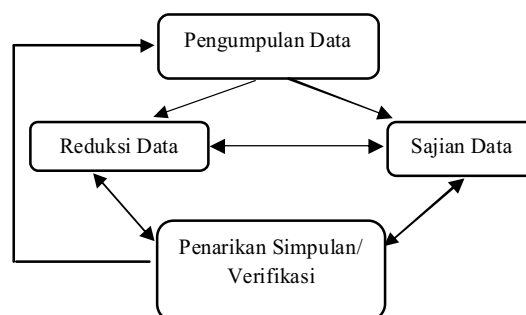 Pengumpulan Data
Reduksi Data
Sajian Data
Penarikan Simpulan/
Verifikasi